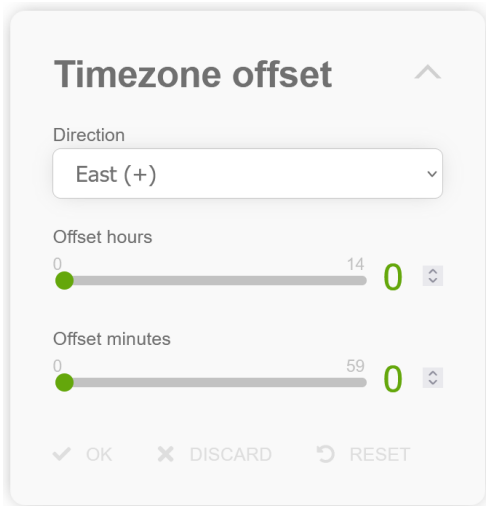 Timezone offset
Direction
East (+)
Offset hours
0 14 0
Offset minutes
0 59 0
OK DISCARD RESET